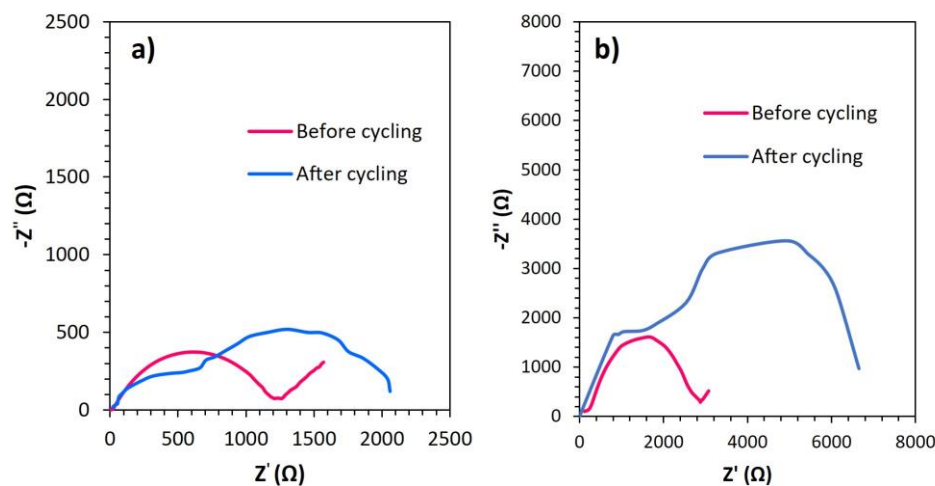 a)
2500
2000
1500
1000
500
0
-Z'' (Ω)
Before cycling
After cycling
0 500 1000 1500 2000 2500
Z' (Ω)
b)
8000
7000
6000
5000
4000
3000
2000
1000
0
-Z'' (Ω)
Before cycling
After cycling
0 2000 4000 6000 8000
Z' (Ω)